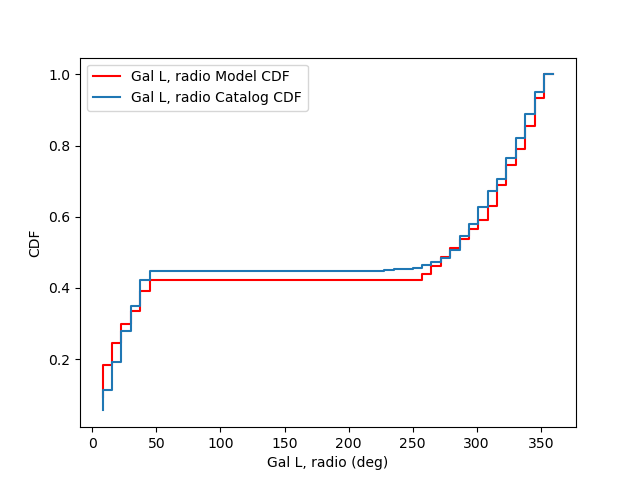 Gal L, radio Model CDF
Gal L, radio Catalog CDF
1.0
0.8
0.6
0.4
0.2
CDF
0 50 100 150 200 250 300 350
Gal L, radio (deg)